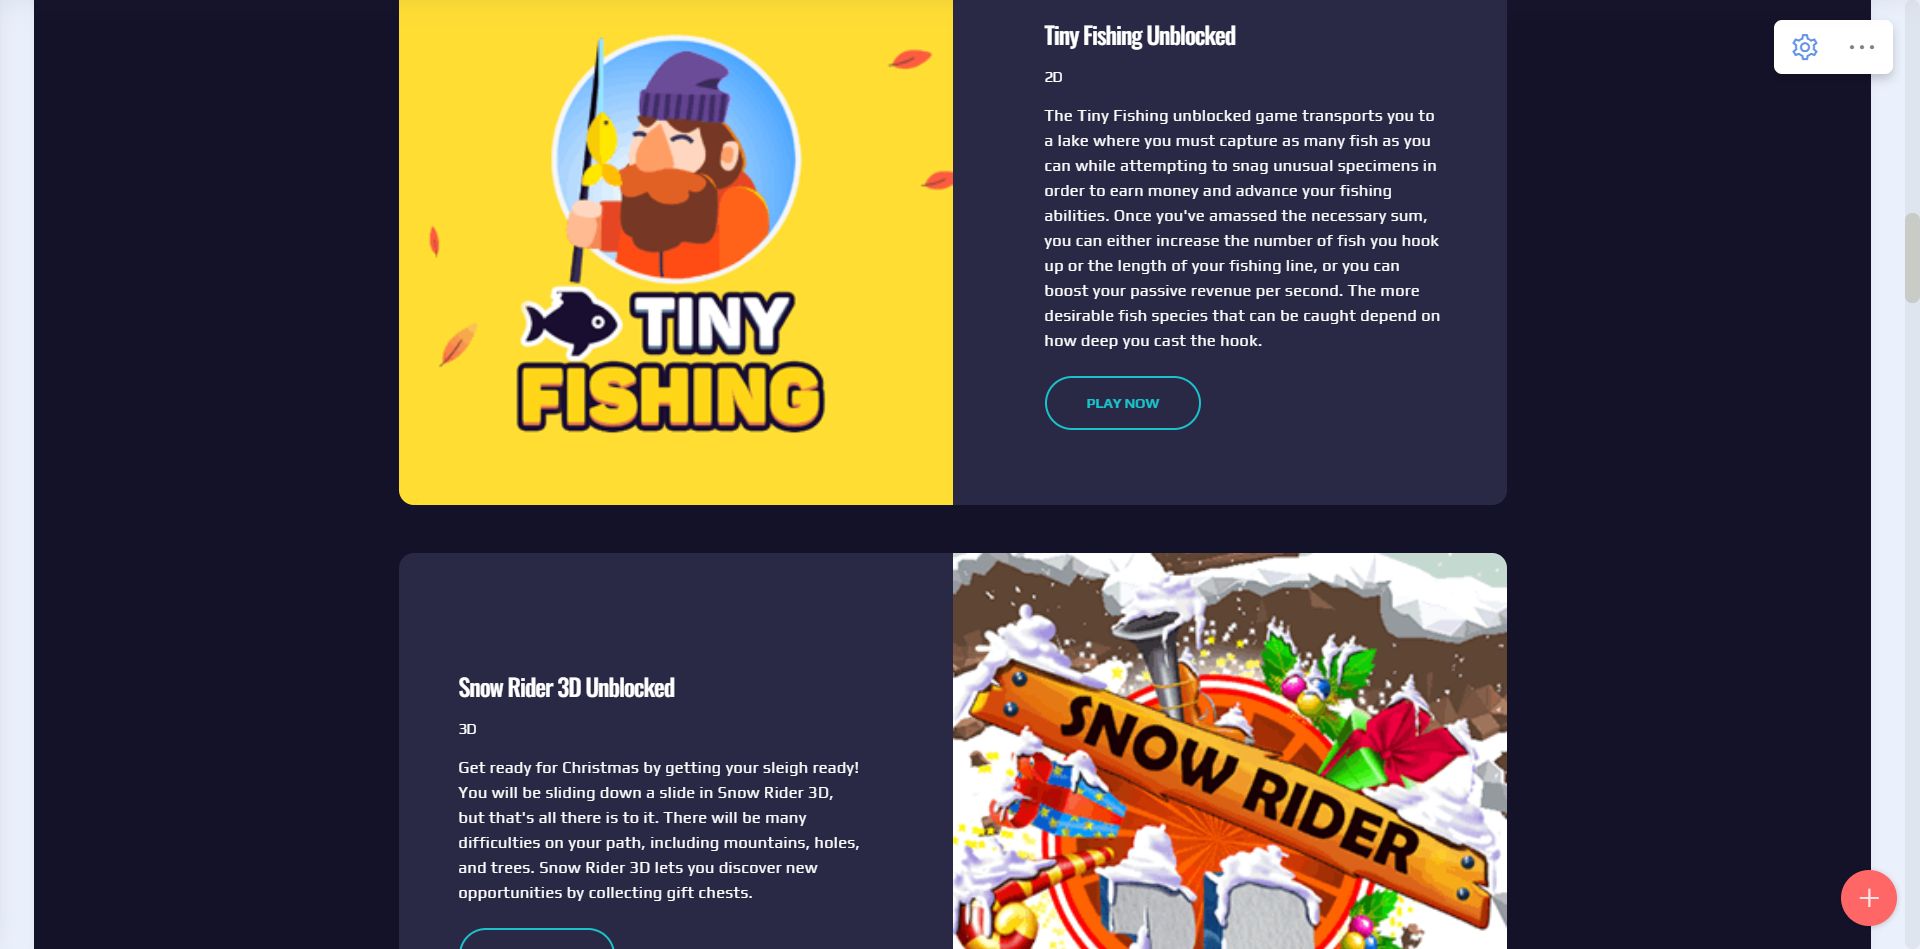 TINY
FISHING
Tiny Fishing Unblocked
2D
The Tiny Fishing unblocked game transports you to
a lake where you must capture as many fish as you
can while attempting to snag unusual specimens in
order to earn money and advance your fishing
abilities. Once you've amassed the necessary sum,
you can either increase the number of fish you hook
up or the length of your fishing line, or you can
boost your passive revenue per second. The more
desirable fish species that can be caught depend on
how deep you cast the hook.
PLAY NOW
Snow Rider 3D Unblocked
3D
Get ready for Christmas by getting your sleigh ready!
You will be sliding down a slide in Snow Rider 3D,
but that's all there is to it. There will be many
difficulties on your path, including mountains, holes,
and trees. Snow Rider 3D lets you discover new
opportunities by collecting gift chests.
SNOW RIDER